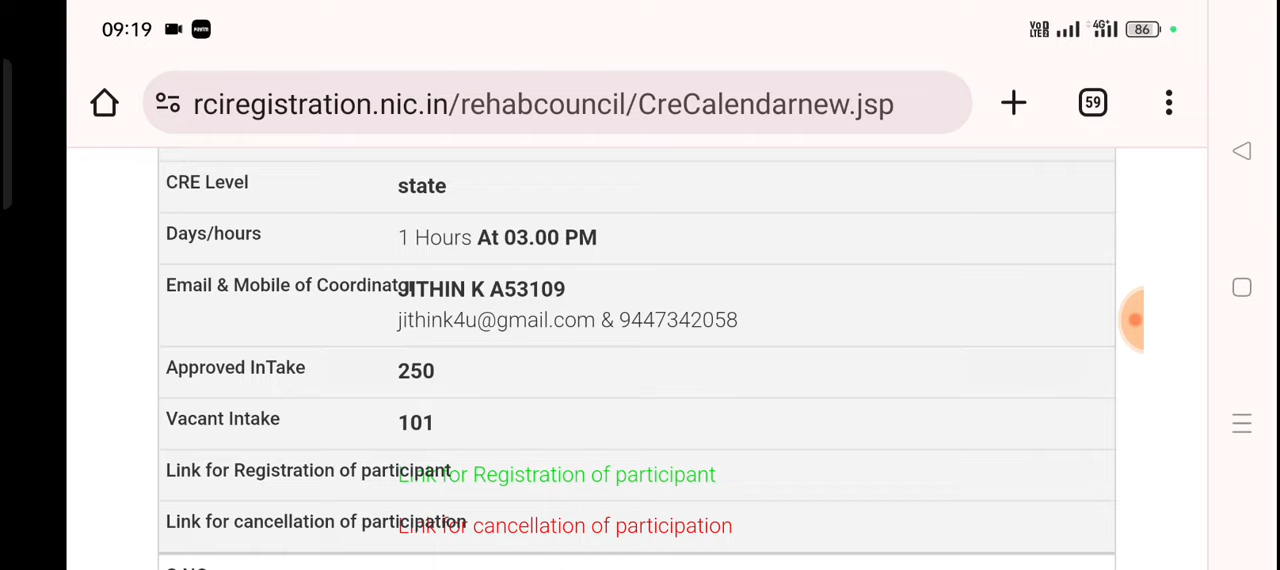 09:19
VoD LTE2 4G+ 86
rciregistration.nic.in/rehabcouncil/CreCalendarnew.jsp
59
CRE Level state
Days/hours 1 Hours At 03.00 PM
Email & Mobile of Coordinator JITHIN K A53109
jithink4u@gmail.com & 9447342058
Approved InTake 250
Vacant Intake 101
Link for Registration of participant Link for Registration of participant
Link for cancellation of participation Link for cancellation of participation